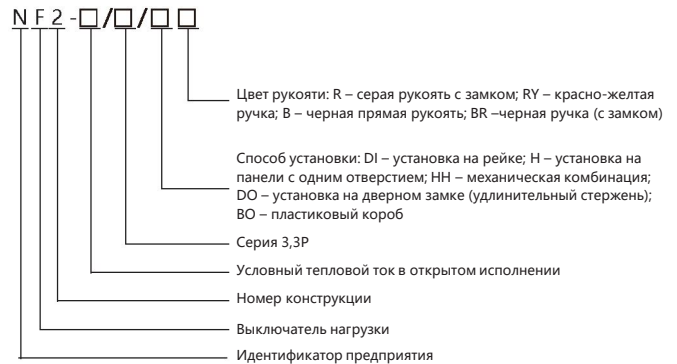 NF2-□/□/□□
Цвет рукояти: R – серая рукоять с замком; RY – красно-желтая
ручка; B – черная прямая рукоять; BR –черная ручка (с замком)
Способ установки: DI – установка на рейке; H – установка на
панели с одним отверстием; HH – механическая комбинация;
DO – установка на дверном замке (удлинительный стержень);
BO – пластиковый короб
Серия 3,3P
Условный тепловой ток в открытом исполнении
Номер конструкции
Выключатель нагрузки
Идентификатор предприятия